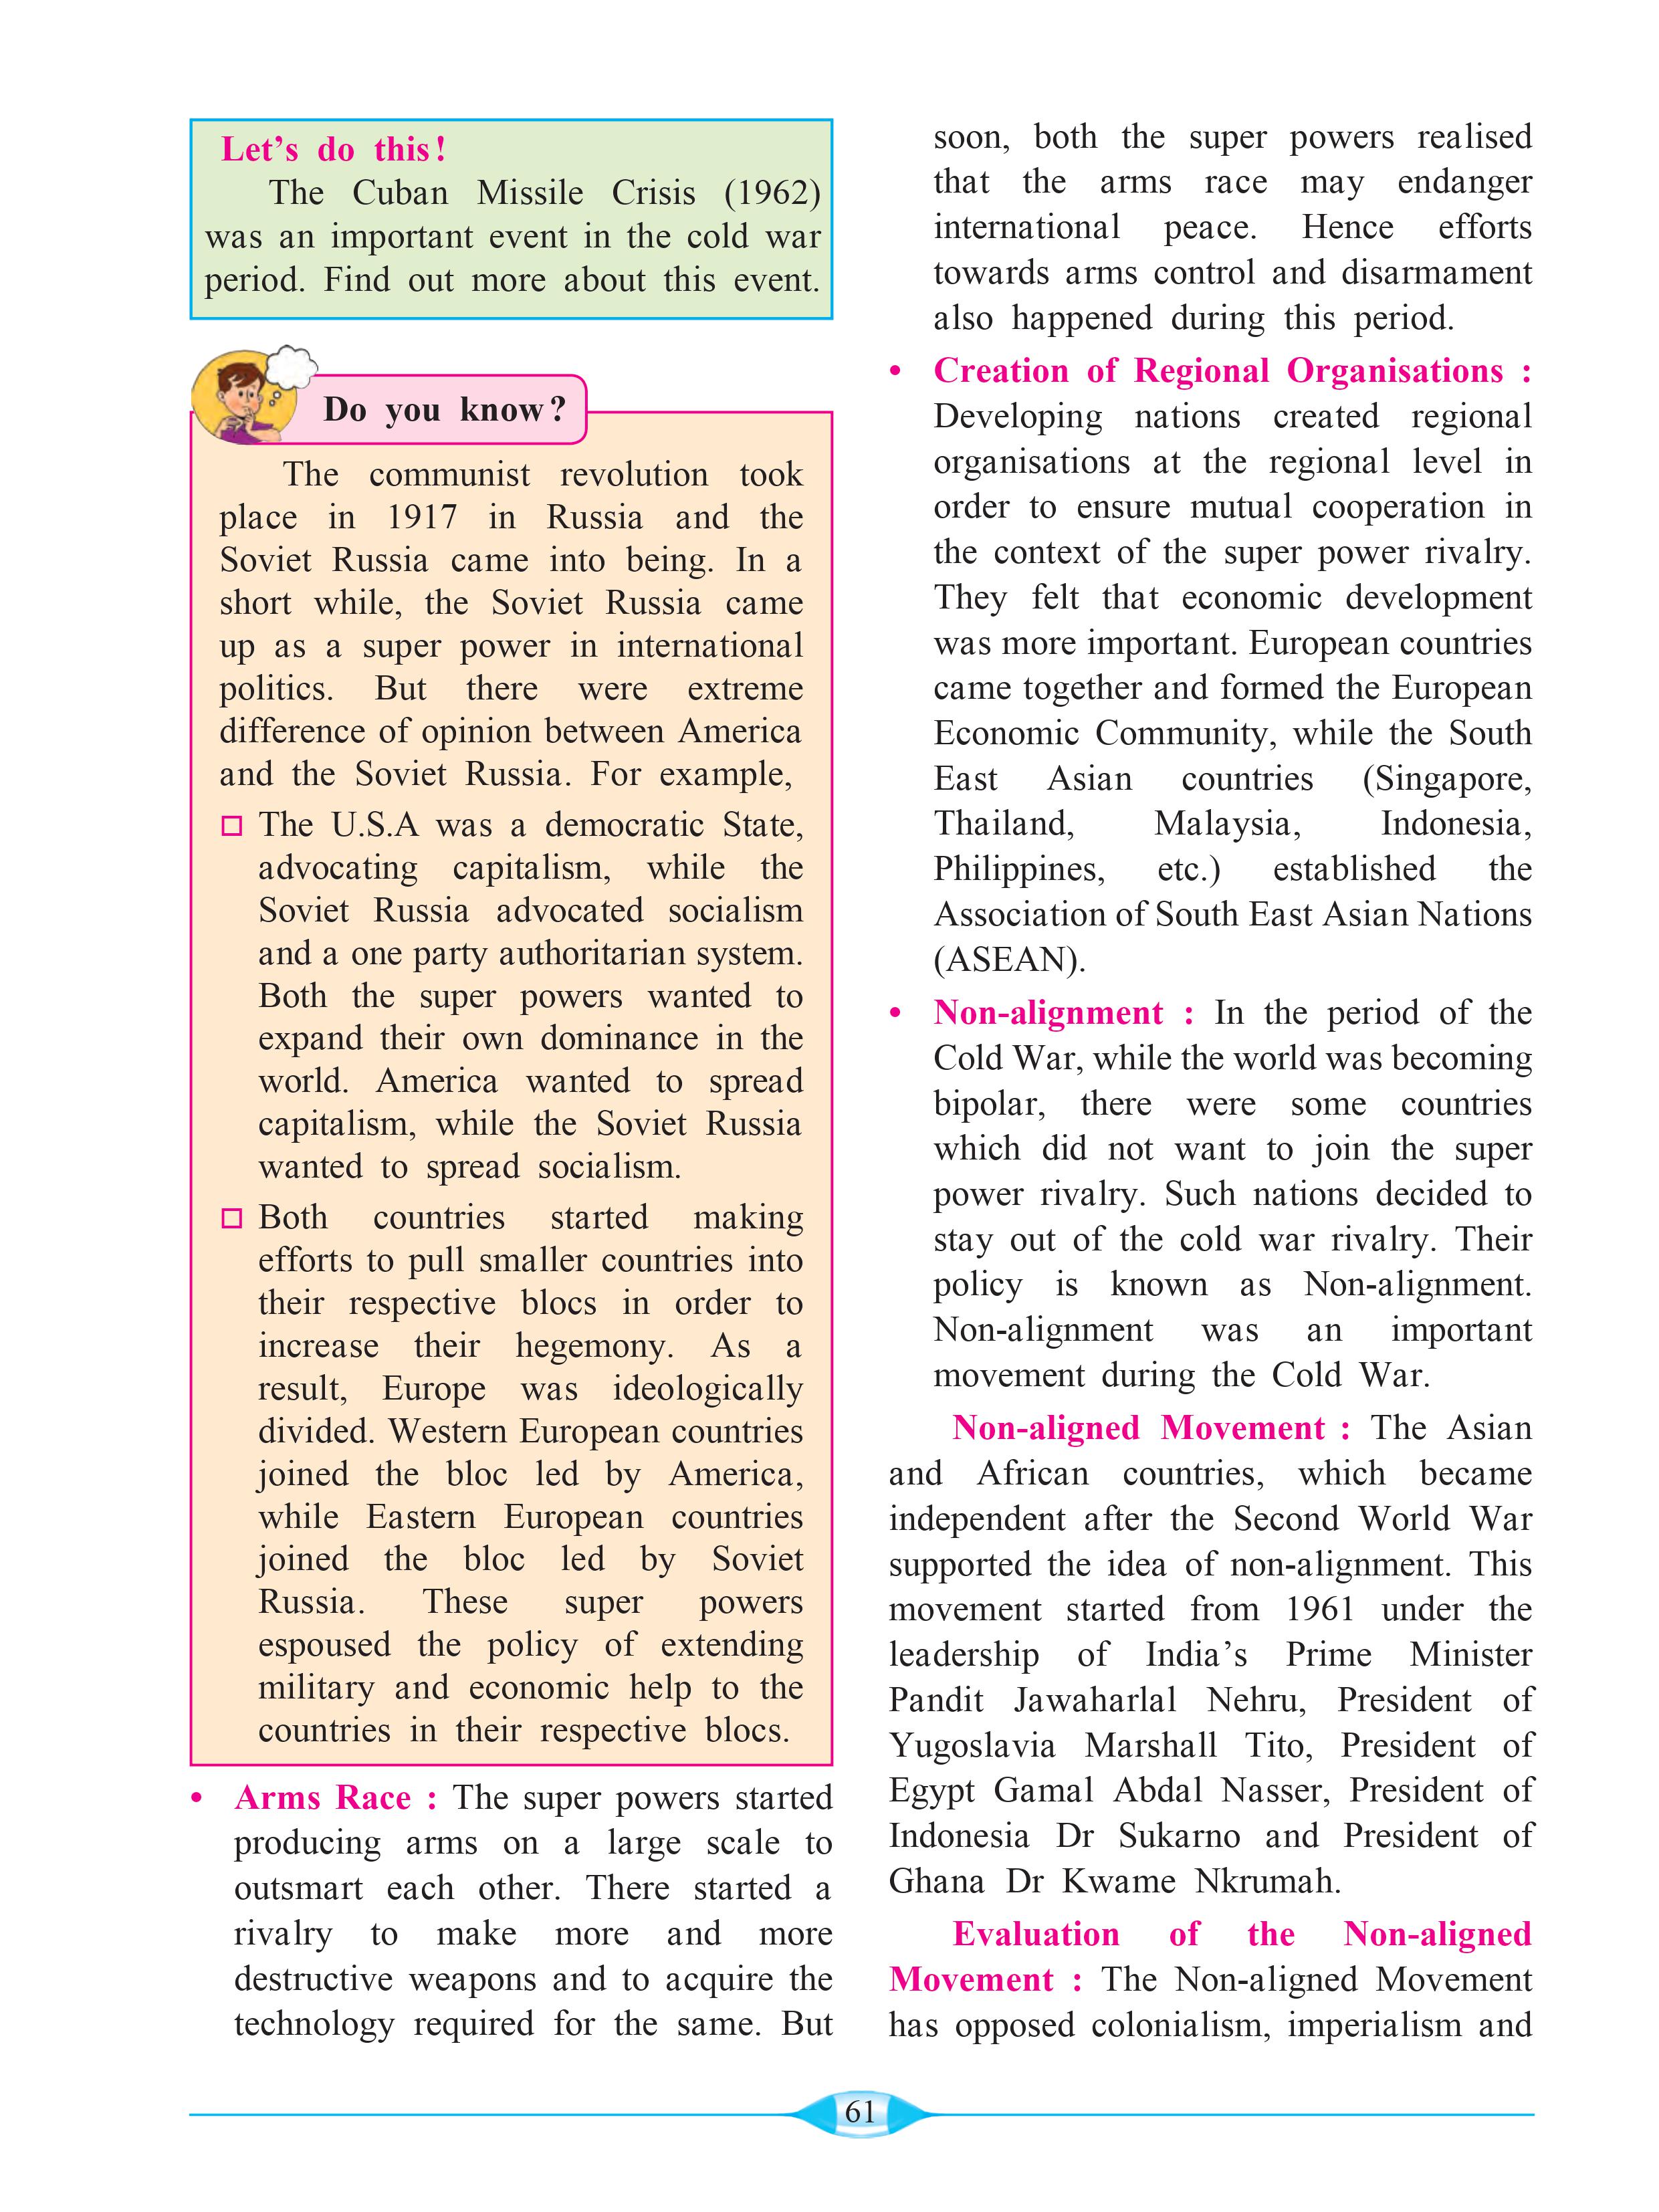 Let's do this!
The Cuban Missile Crisis (1962)
was an important event in the cold war
period. Find out more about this event.
Do you know?
The communist revolution took
place in 1917 in Russia and the
Soviet Russia came into being. In a
short while, the Soviet Russia came
up as a super power in international
politics. But there were extreme
difference of opinion between America
and the Soviet Russia. For example,
□ The U.S.A was a democratic State,
advocating capitalism, while the
Soviet Russia advocated socialism
and a one party authoritarian system.
Both the super powers wanted to
expand their own dominance in the
world. America wanted to spread
capitalism, while the Soviet Russia
wanted to spread socialism.
□ Both countries started making
efforts to pull smaller countries into
their respective blocs in order to
increase their hegemony. As a
result, Europe was ideologically
divided. Western European countries
joined the bloc led by America,
while Eastern European countries
joined the bloc led by Soviet
Russia. These super powers
espoused the policy of extending
military and economic help to the
countries in their respective blocs.
• Arms Race : The super powers started
producing arms on a large scale to
outsmart each other. There started a
rivalry to make more and more
destructive weapons and to acquire the
technology required for the same. But
soon, both the super powers realised
that the arms race may endanger
international peace. Hence efforts
towards arms control and disarmament
also happened during this period.
• Creation of Regional Organisations :
Developing nations created regional
organisations at the regional level in
order to ensure mutual cooperation in
the context of the super power rivalry.
They felt that economic development
was more important. European countries
came together and formed the European
Economic Community, while the South
East Asian countries (Singapore,
Thailand, Malaysia, Indonesia,
Philippines, etc.) established the
Association of South East Asian Nations
(ASEAN).
• Non-alignment : In the period of the
Cold War, while the world was becoming
bipolar, there were some countries
which did not want to join the super
power rivalry. Such nations decided to
stay out of the cold war rivalry. Their
policy is known as Non-alignment.
Non-alignment was an important
movement during the Cold War.
Non-aligned Movement : The Asian
and African countries, which became
independent after the Second World War
supported the idea of non-alignment. This
movement started from 1961 under the
leadership of India's Prime Minister
Pandit Jawaharlal Nehru, President of
Yugoslavia Marshall Tito, President of
Egypt Gamal Abdal Nasser, President of
Indonesia Dr Sukarno and President of
Ghana Dr Kwame Nkrumah.
Evaluation of the Non-aligned
Movement : The Non-aligned Movement
has opposed colonialism, imperialism and
61